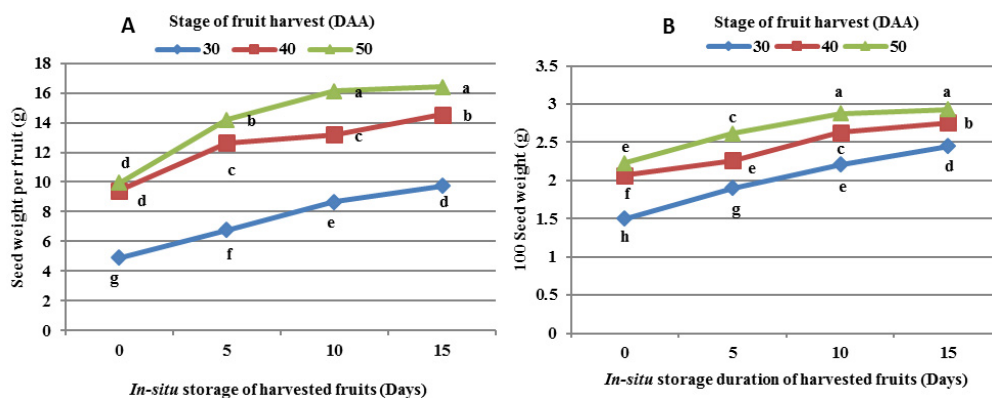 A
Stage of fruit harvest (DAA)
30 40 50
Seed weight per fruit (g)
18
16
14
12
10
8
6
4
2
0
d
b
a
a
d
c
c
b
g
f
e
d
0 5 10 15
In-situ storage of harvested fruits (Days)
B
Stage of fruit harvest (DAA)
30 40 50
100 Seed weight (g)
3.5
3
2.5
2
1.5
1
0.5
0
e
c
a
a
f
e
c
b
h
g
e
d
0 5 10 15
In-situ storage duration of harvested fruits (Days)